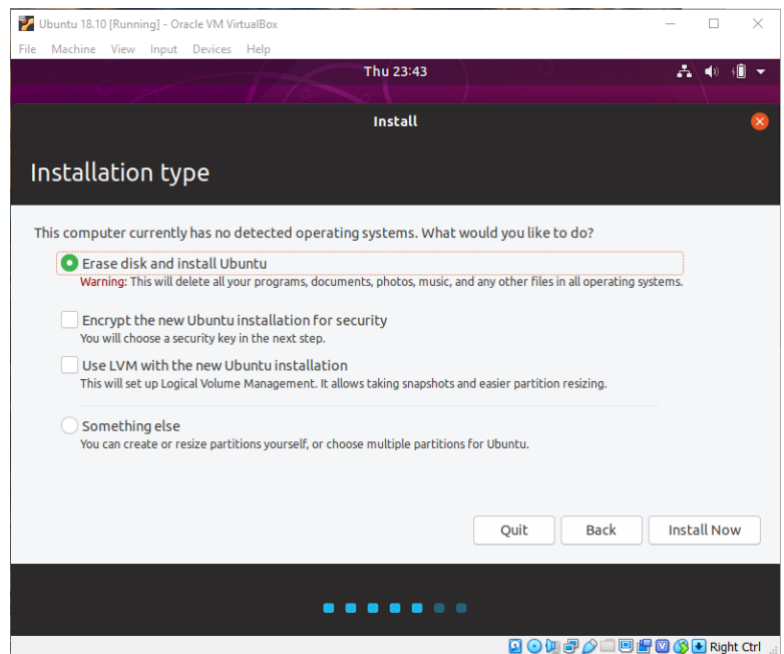 Ubuntu 18.10 [Running] - Oracle VM VirtualBox
File Machine View Input Devices Help
Thu 23:43
Install
Installation type
This computer currently has no detected operating systems. What would you like to do?
Erase disk and install Ubuntu
Warning: This will delete all your programs, documents, photos, music, and any other files in all operating systems.
Encrypt the new Ubuntu installation for security
You will choose a security key in the next step.
Use LVM with the new Ubuntu installation
This will set up Logical Volume Management. It allows taking snapshots and easier partition resizing.
Something else
You can create or resize partitions yourself, or choose multiple partitions for Ubuntu.
Quit Back Install Now
Right Ctrl